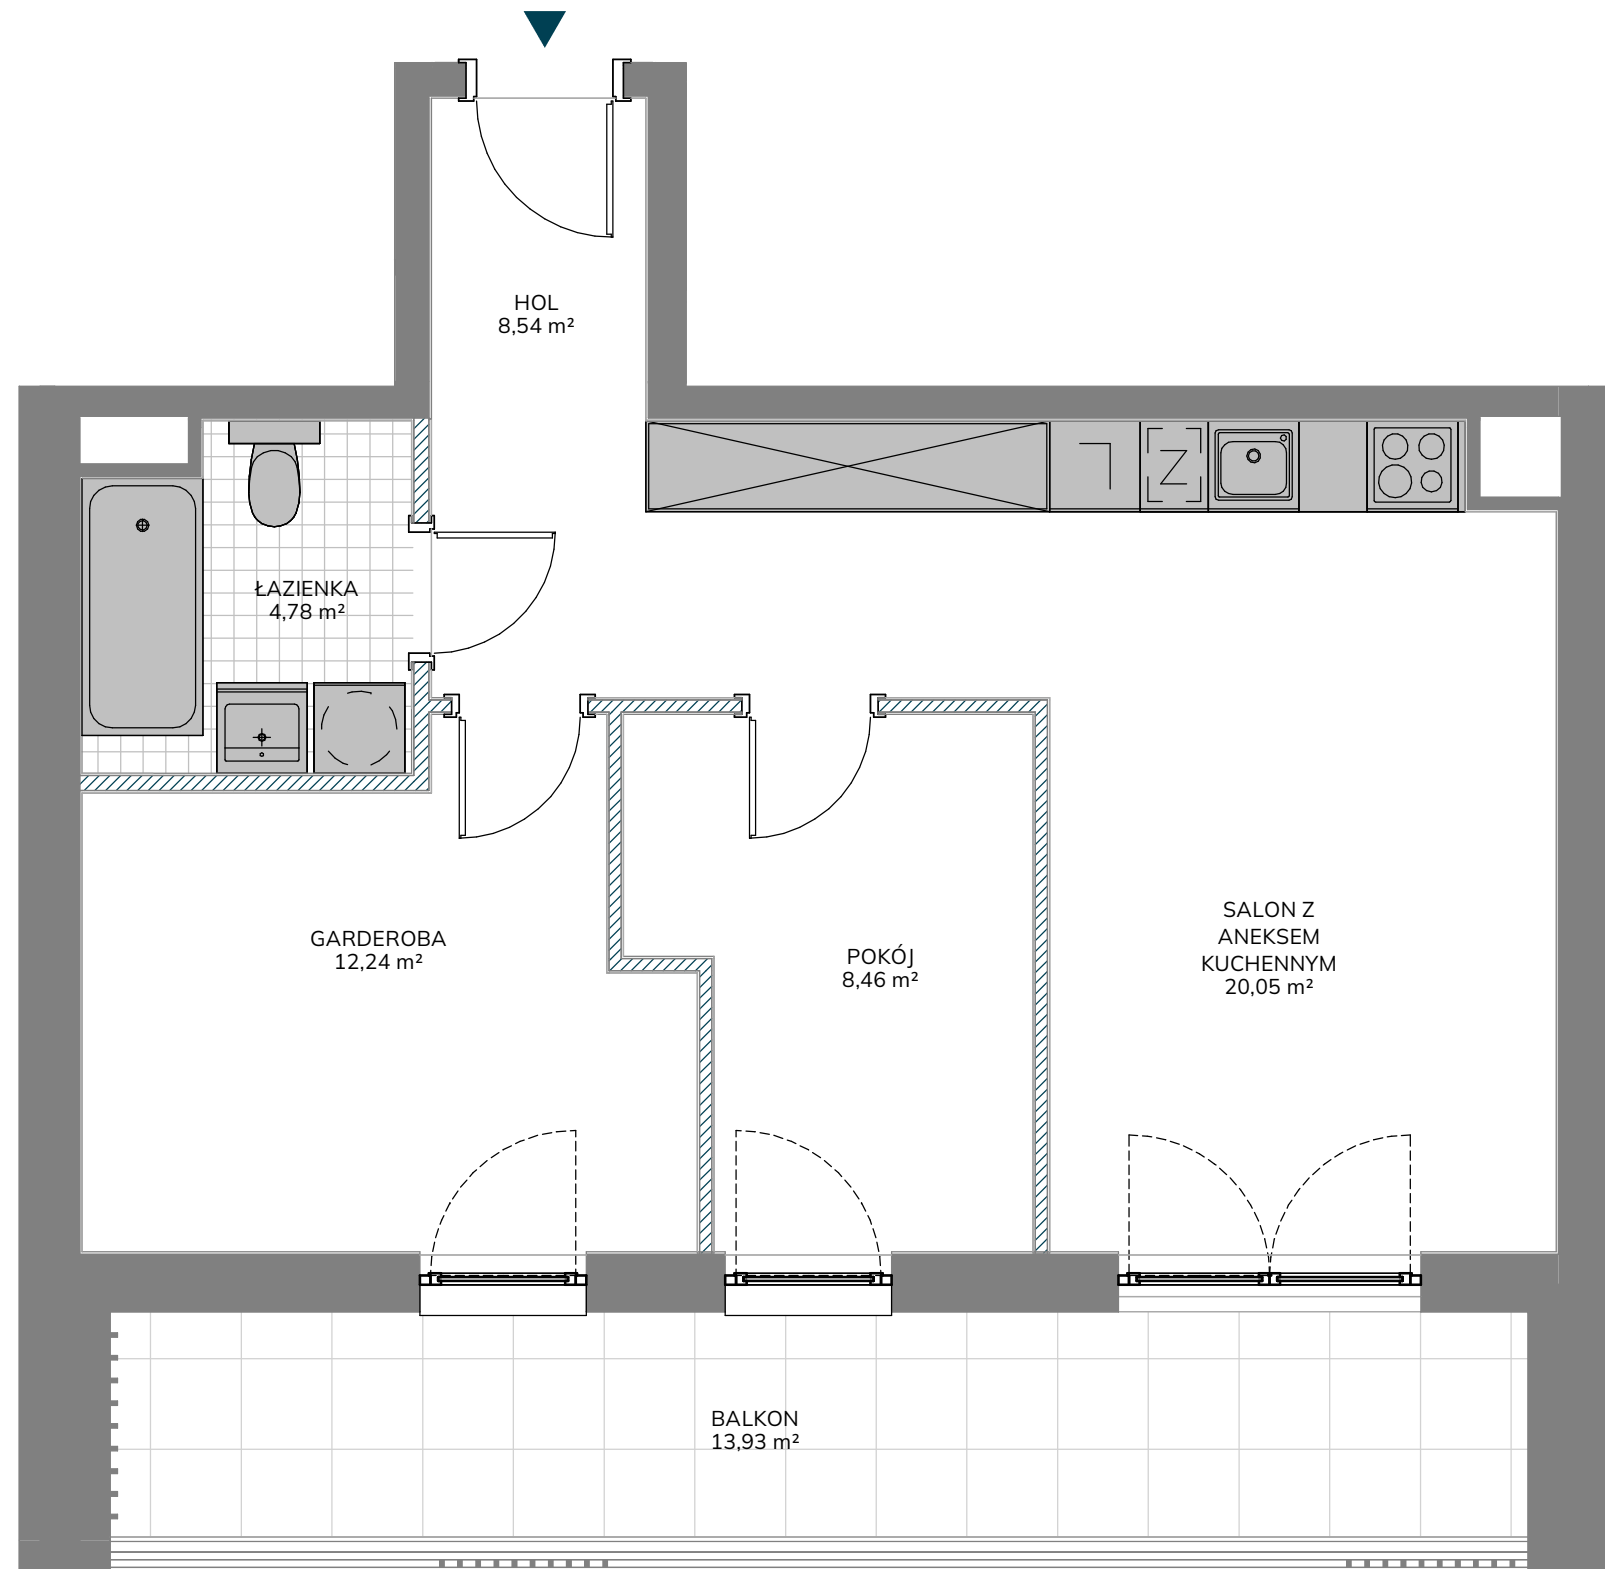 HOL
8,54 m²
Z
ŁAZIENKA
4,78 m²
GARDEROBA
12,24 m²
POKÓJ
8,46 m²
SALON Z
ANEKSEM
KUCHENNYM
20,05 m²
BALKON
13,93 m²